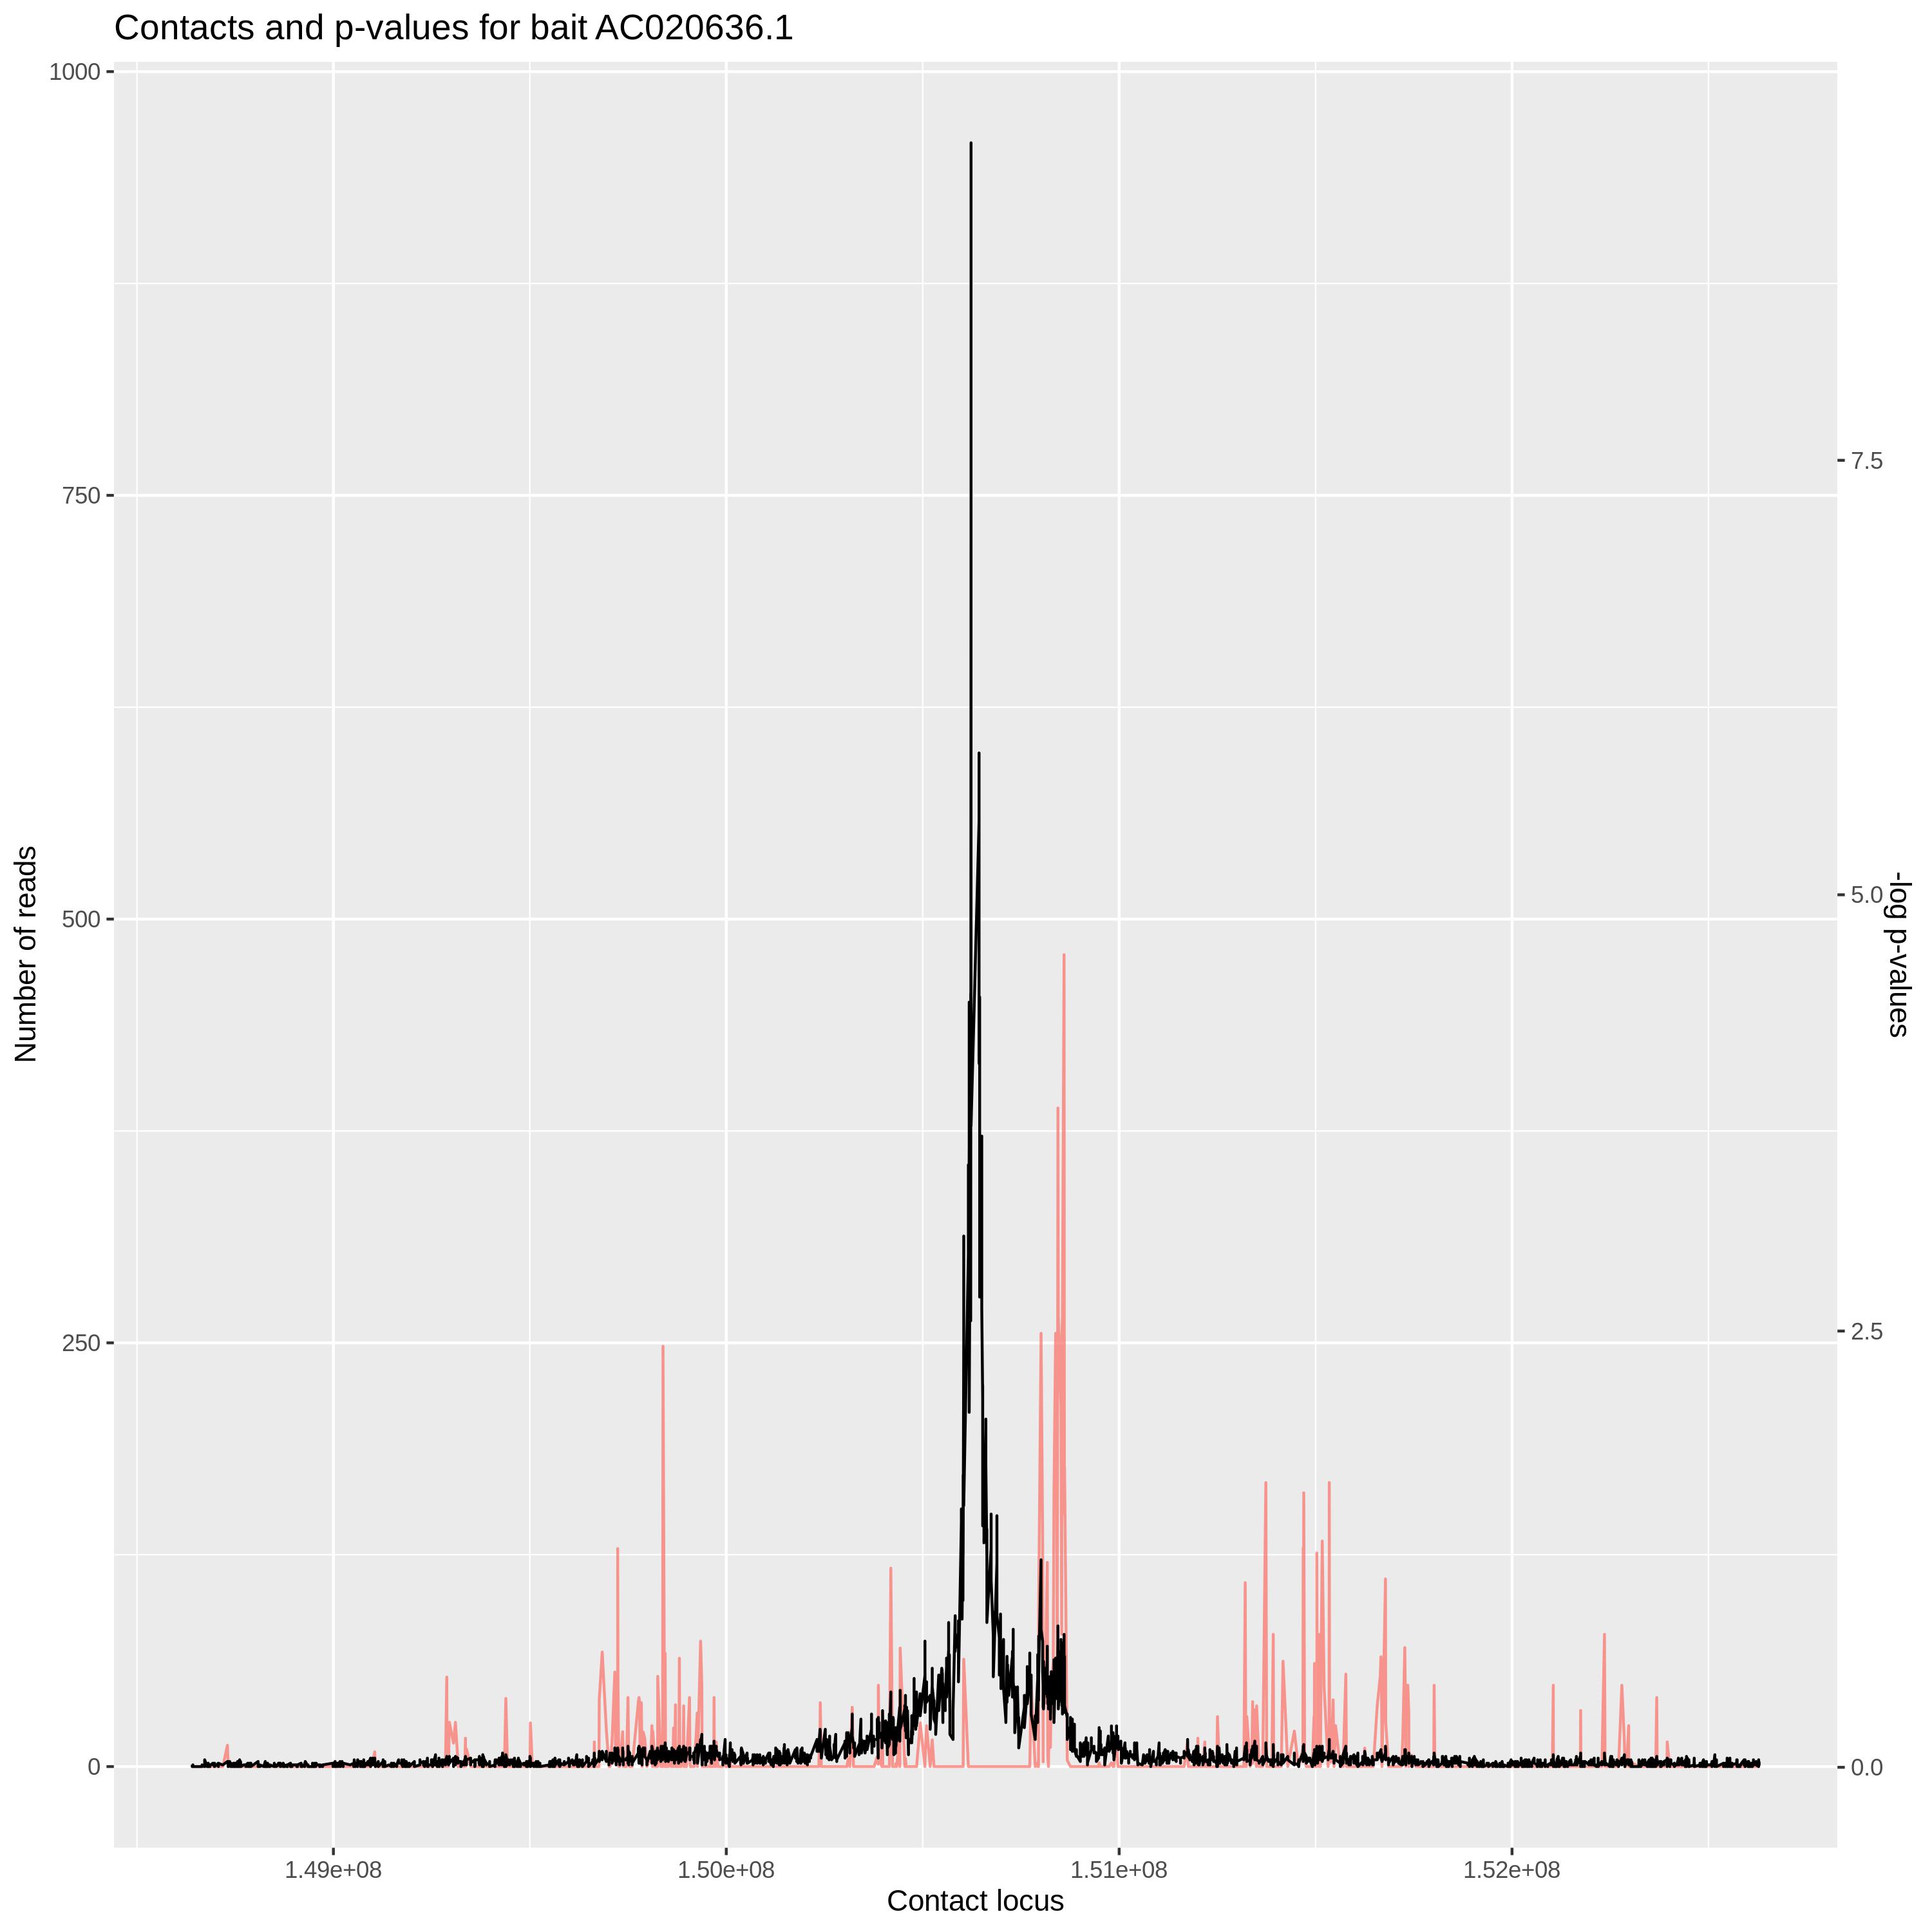 Contacts and p-values for bait AC020636.1
1000
750
500
250
0
Number of reads
7.5
5.0
2.5
0.0
-log p-values
1.49e+08 1.50e+08 1.51e+08 1.52e+08
Contact locus